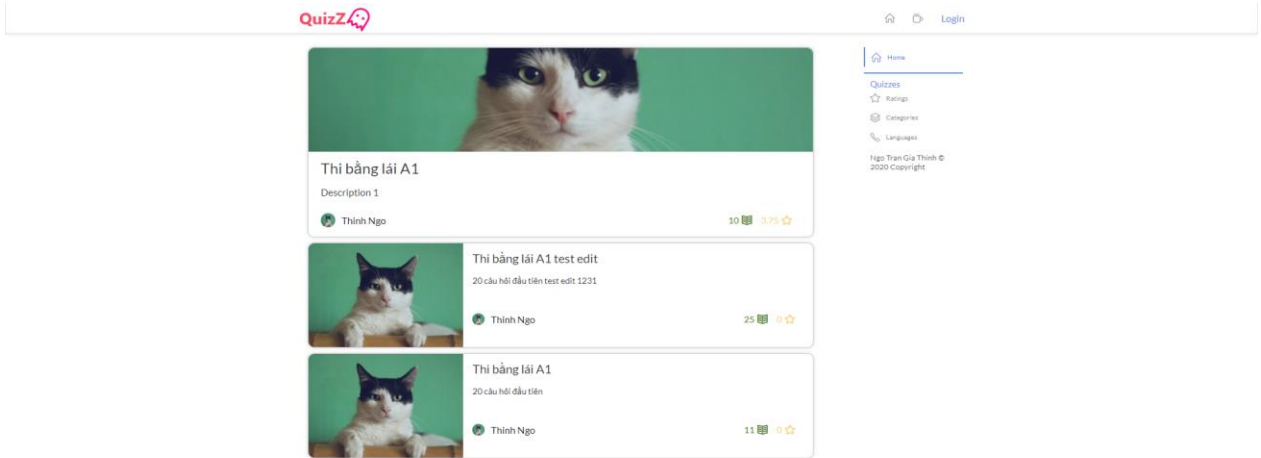 QuizZ
Login
Thi bằng lái A1
Description 1
Thinh Ngo
10
3.75
Thi bằng lái A1 test edit
20 câu hỏi đầu tiên test edit 1231
Thinh Ngo
25
0
Thi bằng lái A1
20 câu hỏi đầu tiên
Thinh Ngo
11
0
Home
Quizzes
Ratings
Categories
Languages
Ngo Tran Gia Thinh ©
2020 Copyright